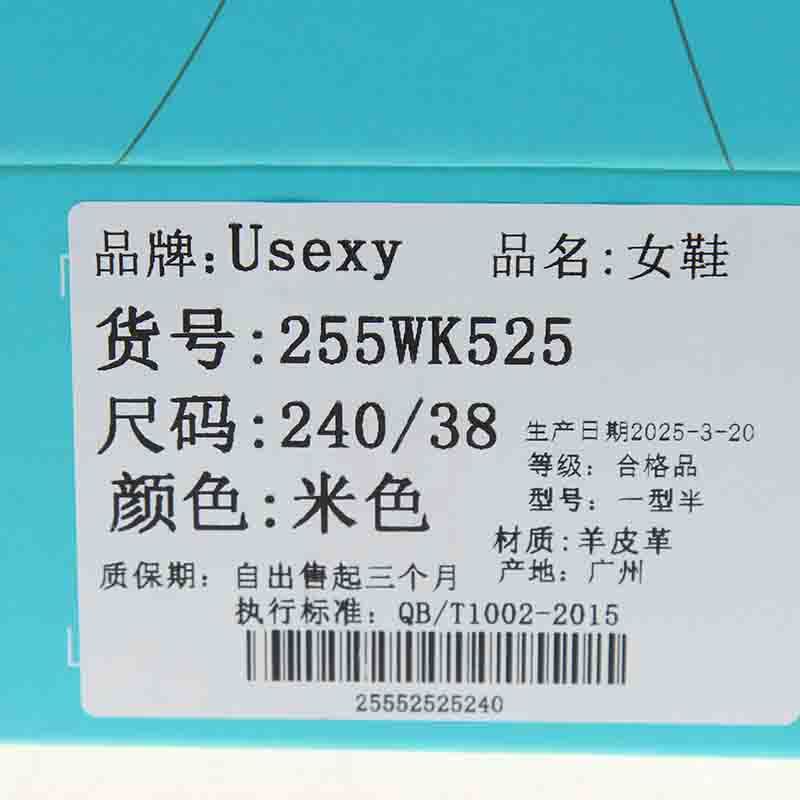 品牌:Usexy 品名:女鞋
货号:255WK525
尺码:240/38 生产日期2025-3-20
等级：合格品
颜色:米色 型号：一型半
材质:羊皮革
质保期：自出售起三个月 产地：广州
执行标准：QB/T1002-2015
25552525240